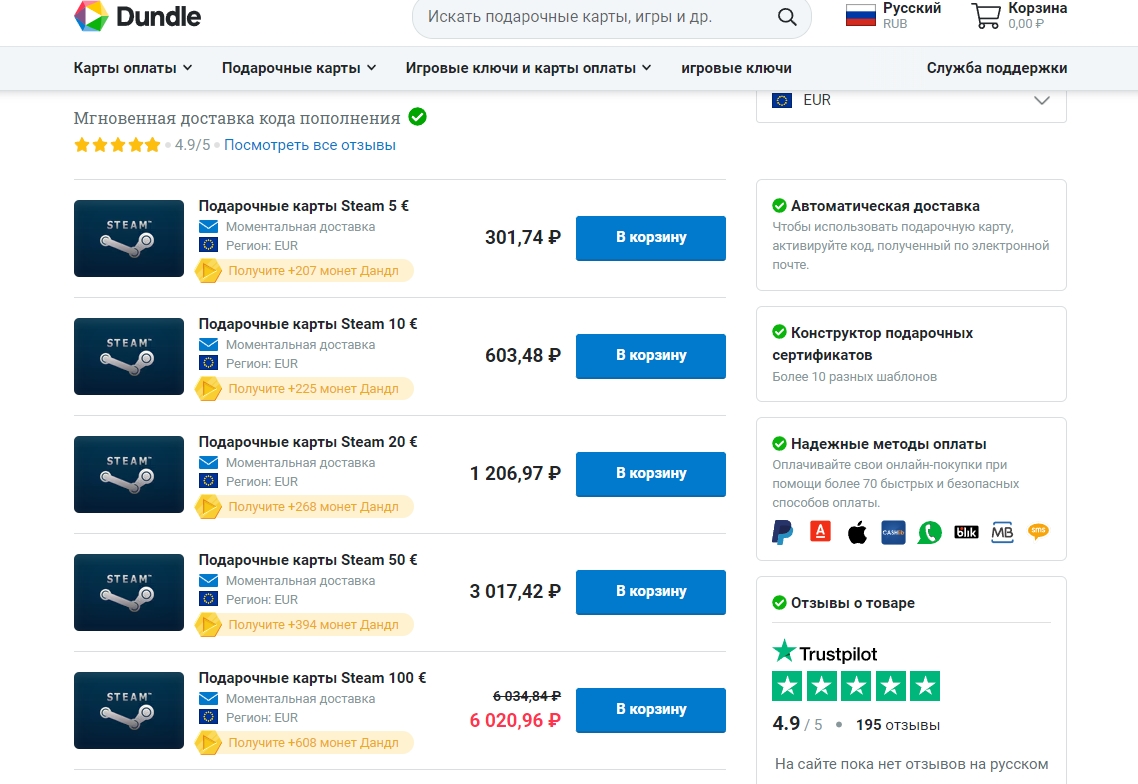 Dundle
Искать подарочные карты, игры и др.
Русский
RUB
Корзина
0,00 ₽
Карты оплаты
Подарочные карты
Игровые ключи и карты оплаты
игровые ключи
Служба поддержки
Мгновенная доставка кода пополнения
4.9/5
Посмотреть все отзывы
EUR
STEAM™
Подарочные карты Steam 5 €
Моментальная доставка
Регион: EUR
Получите +207 монет Дандл
301,74 ₽
В корзину
STEAM™
Подарочные карты Steam 10 €
Моментальная доставка
Регион: EUR
Получите +225 монет Дандл
603,48 ₽
В корзину
STEAM™
Подарочные карты Steam 20 €
Моментальная доставка
Регион: EUR
Получите +268 монет Дандл
1 206,97 ₽
В корзину
STEAM™
Подарочные карты Steam 50 €
Моментальная доставка
Регион: EUR
Получите +394 монет Дандл
3 017,42 ₽
В корзину
STEAM™
Подарочные карты Steam 100 €
Моментальная доставка
Регион: EUR
Получите +608 монет Дандл
6 034,84 ₽
6 020,96 ₽
В корзину
Автоматическая доставка
Чтобы использовать подарочную карту,
активируйте код, полученный по электронной
почте.
Конструктор подарочных
сертификатов
Более 10 разных шаблонов
Надежные методы оплаты
Оплачивайте свои онлайн-покупки при
помощи более 70 быстрых и безопасных
способов оплаты.
A CASHlib blik MB sms
Отзывы о товаре
Trustpilot
4.9 / 5 • 195 отзывы
На сайте пока нет отзывов на русском